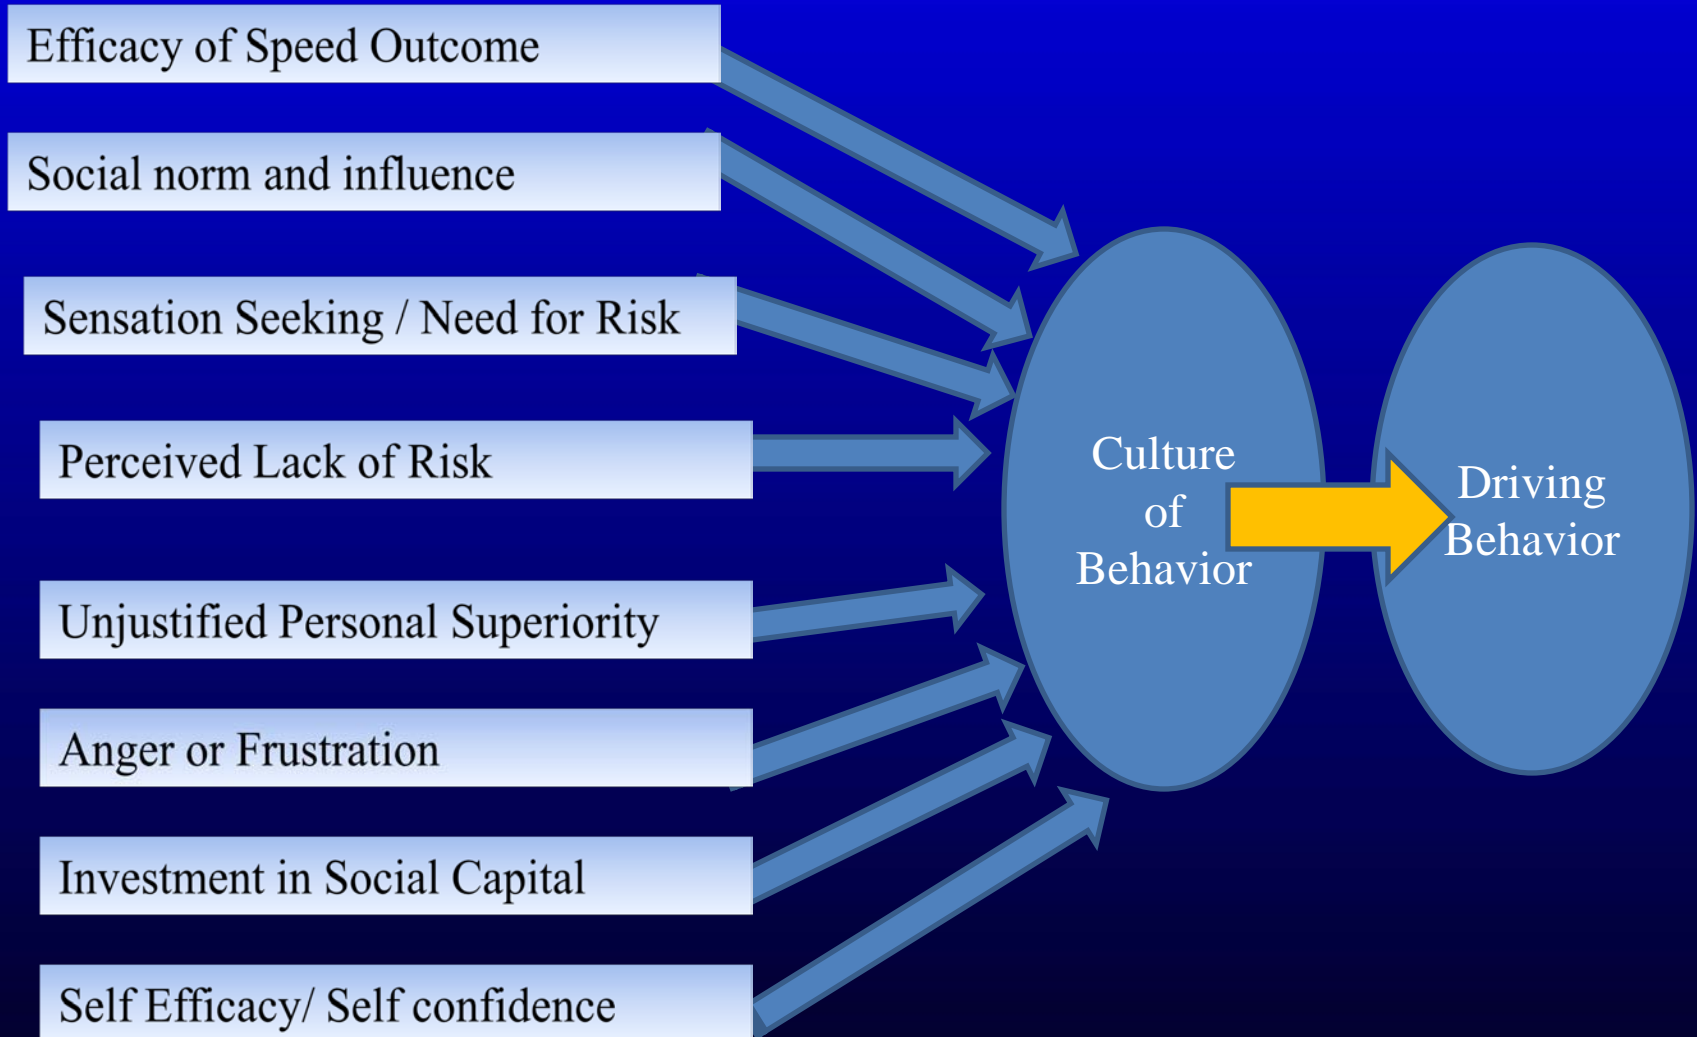 Efficacy of Speed Outcome
Social norm and influence
Sensation Seeking / Need for Risk
Perceived Lack of Risk
Unjustified Personal Superiority
Anger or Frustration
Investment in Social Capital
Self Efficacy/ Self confidence
Culture
of
Behavior
Driving
Behavior